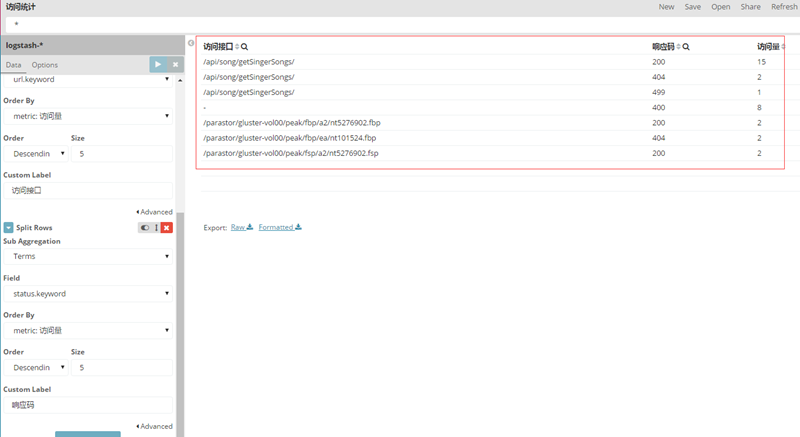 访问统计
New Save Open Share Refresh
*
logstash-*
Data Options
url.keyword
Order By
metric: 访问量
Order Size
Descendin 5
Custom Label
访问接口
Advanced
Split Rows
Sub Aggregation
Terms
Field
status.keyword
Order By
metric: 访问量
Order Size
Descendin 5
Custom Label
响应码
Advanced
访问接口 响应码 访问量
/api/song/getSingerSongs/ 200 15
/api/song/getSingerSongs/ 404 2
/api/song/getSingerSongs/ 499 1
- 400 8
/parastor/gluster-vol00/peak/fbp/a2/nt5276902.fbp 200 2
/parastor/gluster-vol00/peak/fbp/ea/nt101524.fbp 404 2
/parastor/gluster-vol00/peak/fsp/a2/nt5276902.fsp 200 2
Export: Raw Formatted